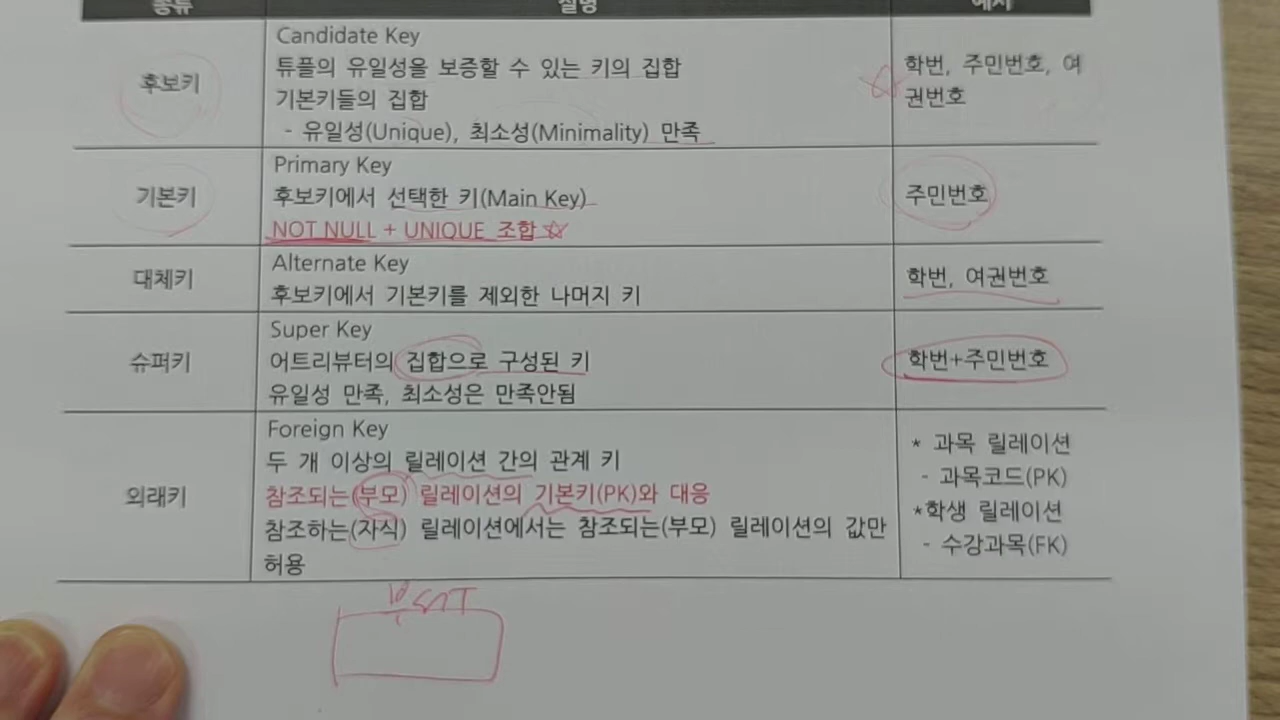 종류 설명 예시
후보키
Candidate Key
튜플의 유일성을 보증할 수 있는 키의 집합
기본키들의 집합
- 유일성(Unique), 최소성(Minimality) 만족
학번, 주민번호, 여
권번호
기본키
Primary Key
후보키에서 선택한 키(Main Key)
NOT NULL + UNIQUE 조합☆
주민번호
대체키
Alternate Key
후보키에서 기본키를 제외한 나머지 키
학번, 여권번호
슈퍼키
Super Key
어트리뷰터의 집합으로 구성된 키
유일성 만족, 최소성은 만족안됨
학번+주민번호
외래키
Foreign Key
두 개 이상의 릴레이션 간의 관계 키
참조되는(부모) 릴레이션의 기본키(PK)와 대응
참조하는(자식) 릴레이션에서는 참조되는(부모) 릴레이션의 값만
허용
* 과목 릴레이션
- 과목코드(PK)
*학생 릴레이션
- 수강과목(FK)